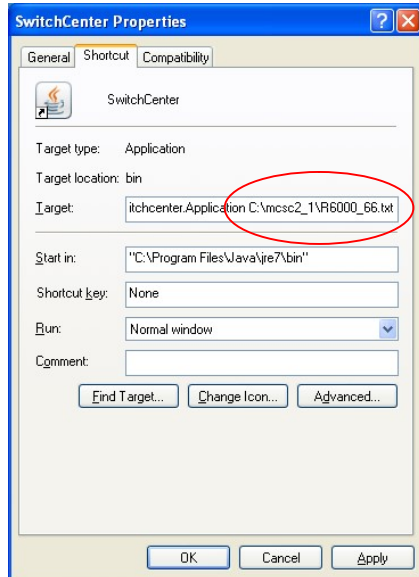 SwitchCenter Properties
General Shortcut Compatibility
SwitchCenter
Target type: Application
Target location: bin
Target: itchcenter.Application C:\mcsc2_1\R6000_66.txt
Start in: "C:\Program Files\Java\jre7\bin"
Shortcut key: None
Run: Normal window
Comment:
Find Target... Change Icon... Advanced...
OK Cancel Apply